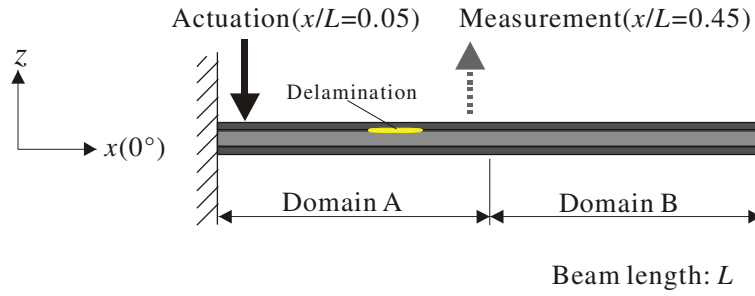 Actuation(x/L=0.05)
Measurement(x/L=0.45)
z
Delamination
x(0°)
Domain A
Domain B
Beam length: L